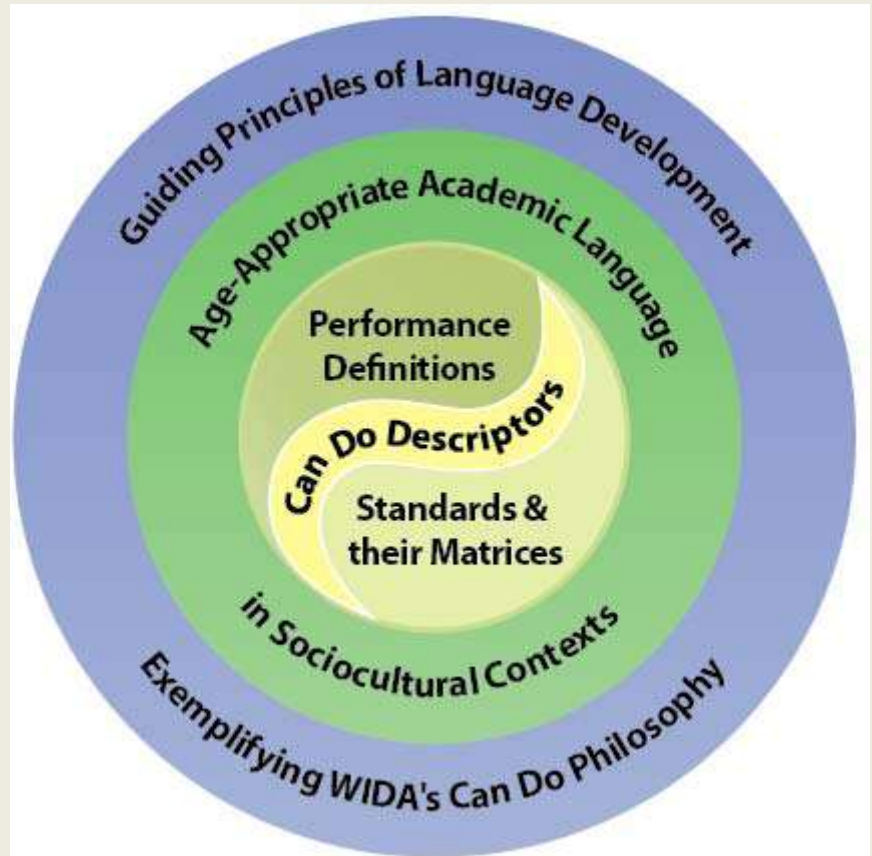 Guiding Principles of Language Development
Age-Appropriate Academic Language
Performance
Definitions
Can Do Descriptors
Standards &
their Matrices
in Sociocultural Contexts
Exemplifying WIDA's Can Do Philosophy